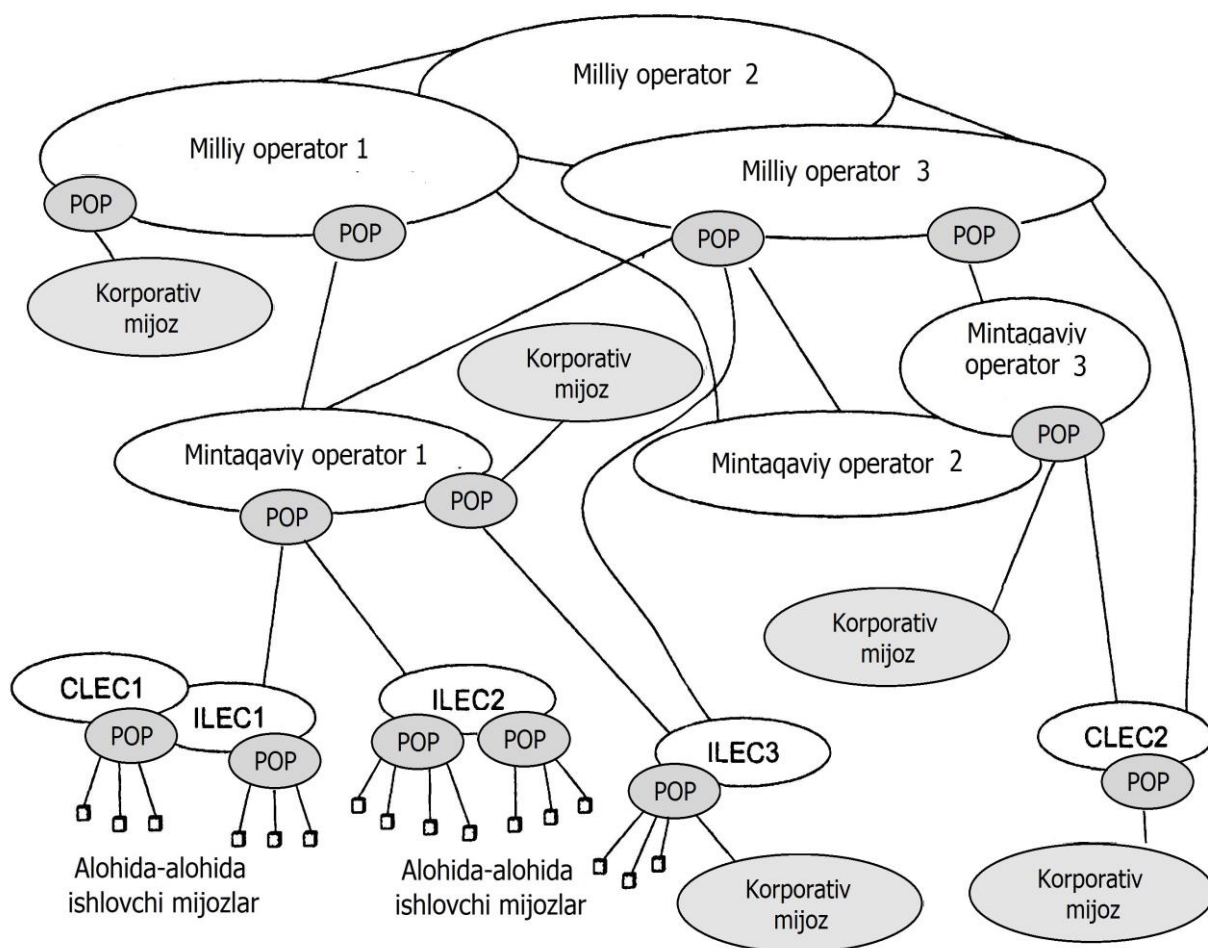 Milliy operator 2
Milliy operator 1
Milliy operator 3
POP
POP
POP
POP
Korporativ
mijoz
Korporativ
mijoz
Mintaqaviv
operator 3
POP
Mintaqaviy operator 1
Mintaqaviy operator 2
POP
POP
Korporativ
mijoz
CLEC1
ILEC1
ILEC2
ILEC3
CLEC2
POP
POP
POP
POP
POP
POP
Alohida-alohida
ishlovchi mijozlar
Alohida-alohida
ishlovchi mijozlar
Korporativ
mijoz
Korporativ
mijoz